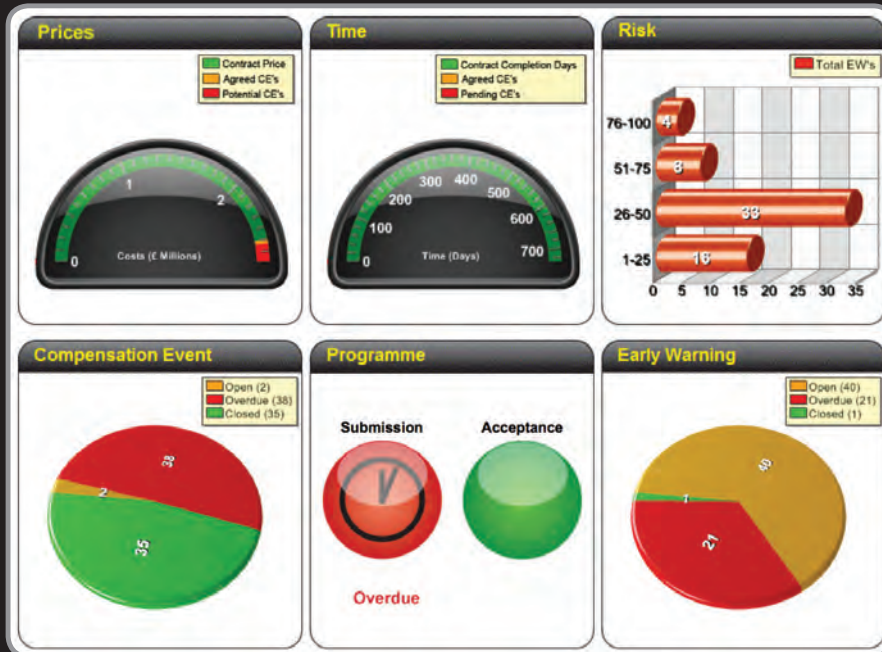 Prices
Contract Price
Agreed CE's
Potential CE's
0
1
2
Costs (£ Millions)
Time
Contract Completion Days
Agreed CE's
Pending CE's
0
100
200
300
400
500
600
700
Time (Days)
Risk
Total EW's
76-100
4
51-75
8
26-50
33
1-25
16
0 5 10 15 20 25 30 35
Compensation Event
Open (2)
Overdue (38)
Closed (35)
38
2
35
Programme
Submission
Acceptance
Overdue
Early Warning
Open (40)
Overdue (21)
Closed (1)
40
1
21